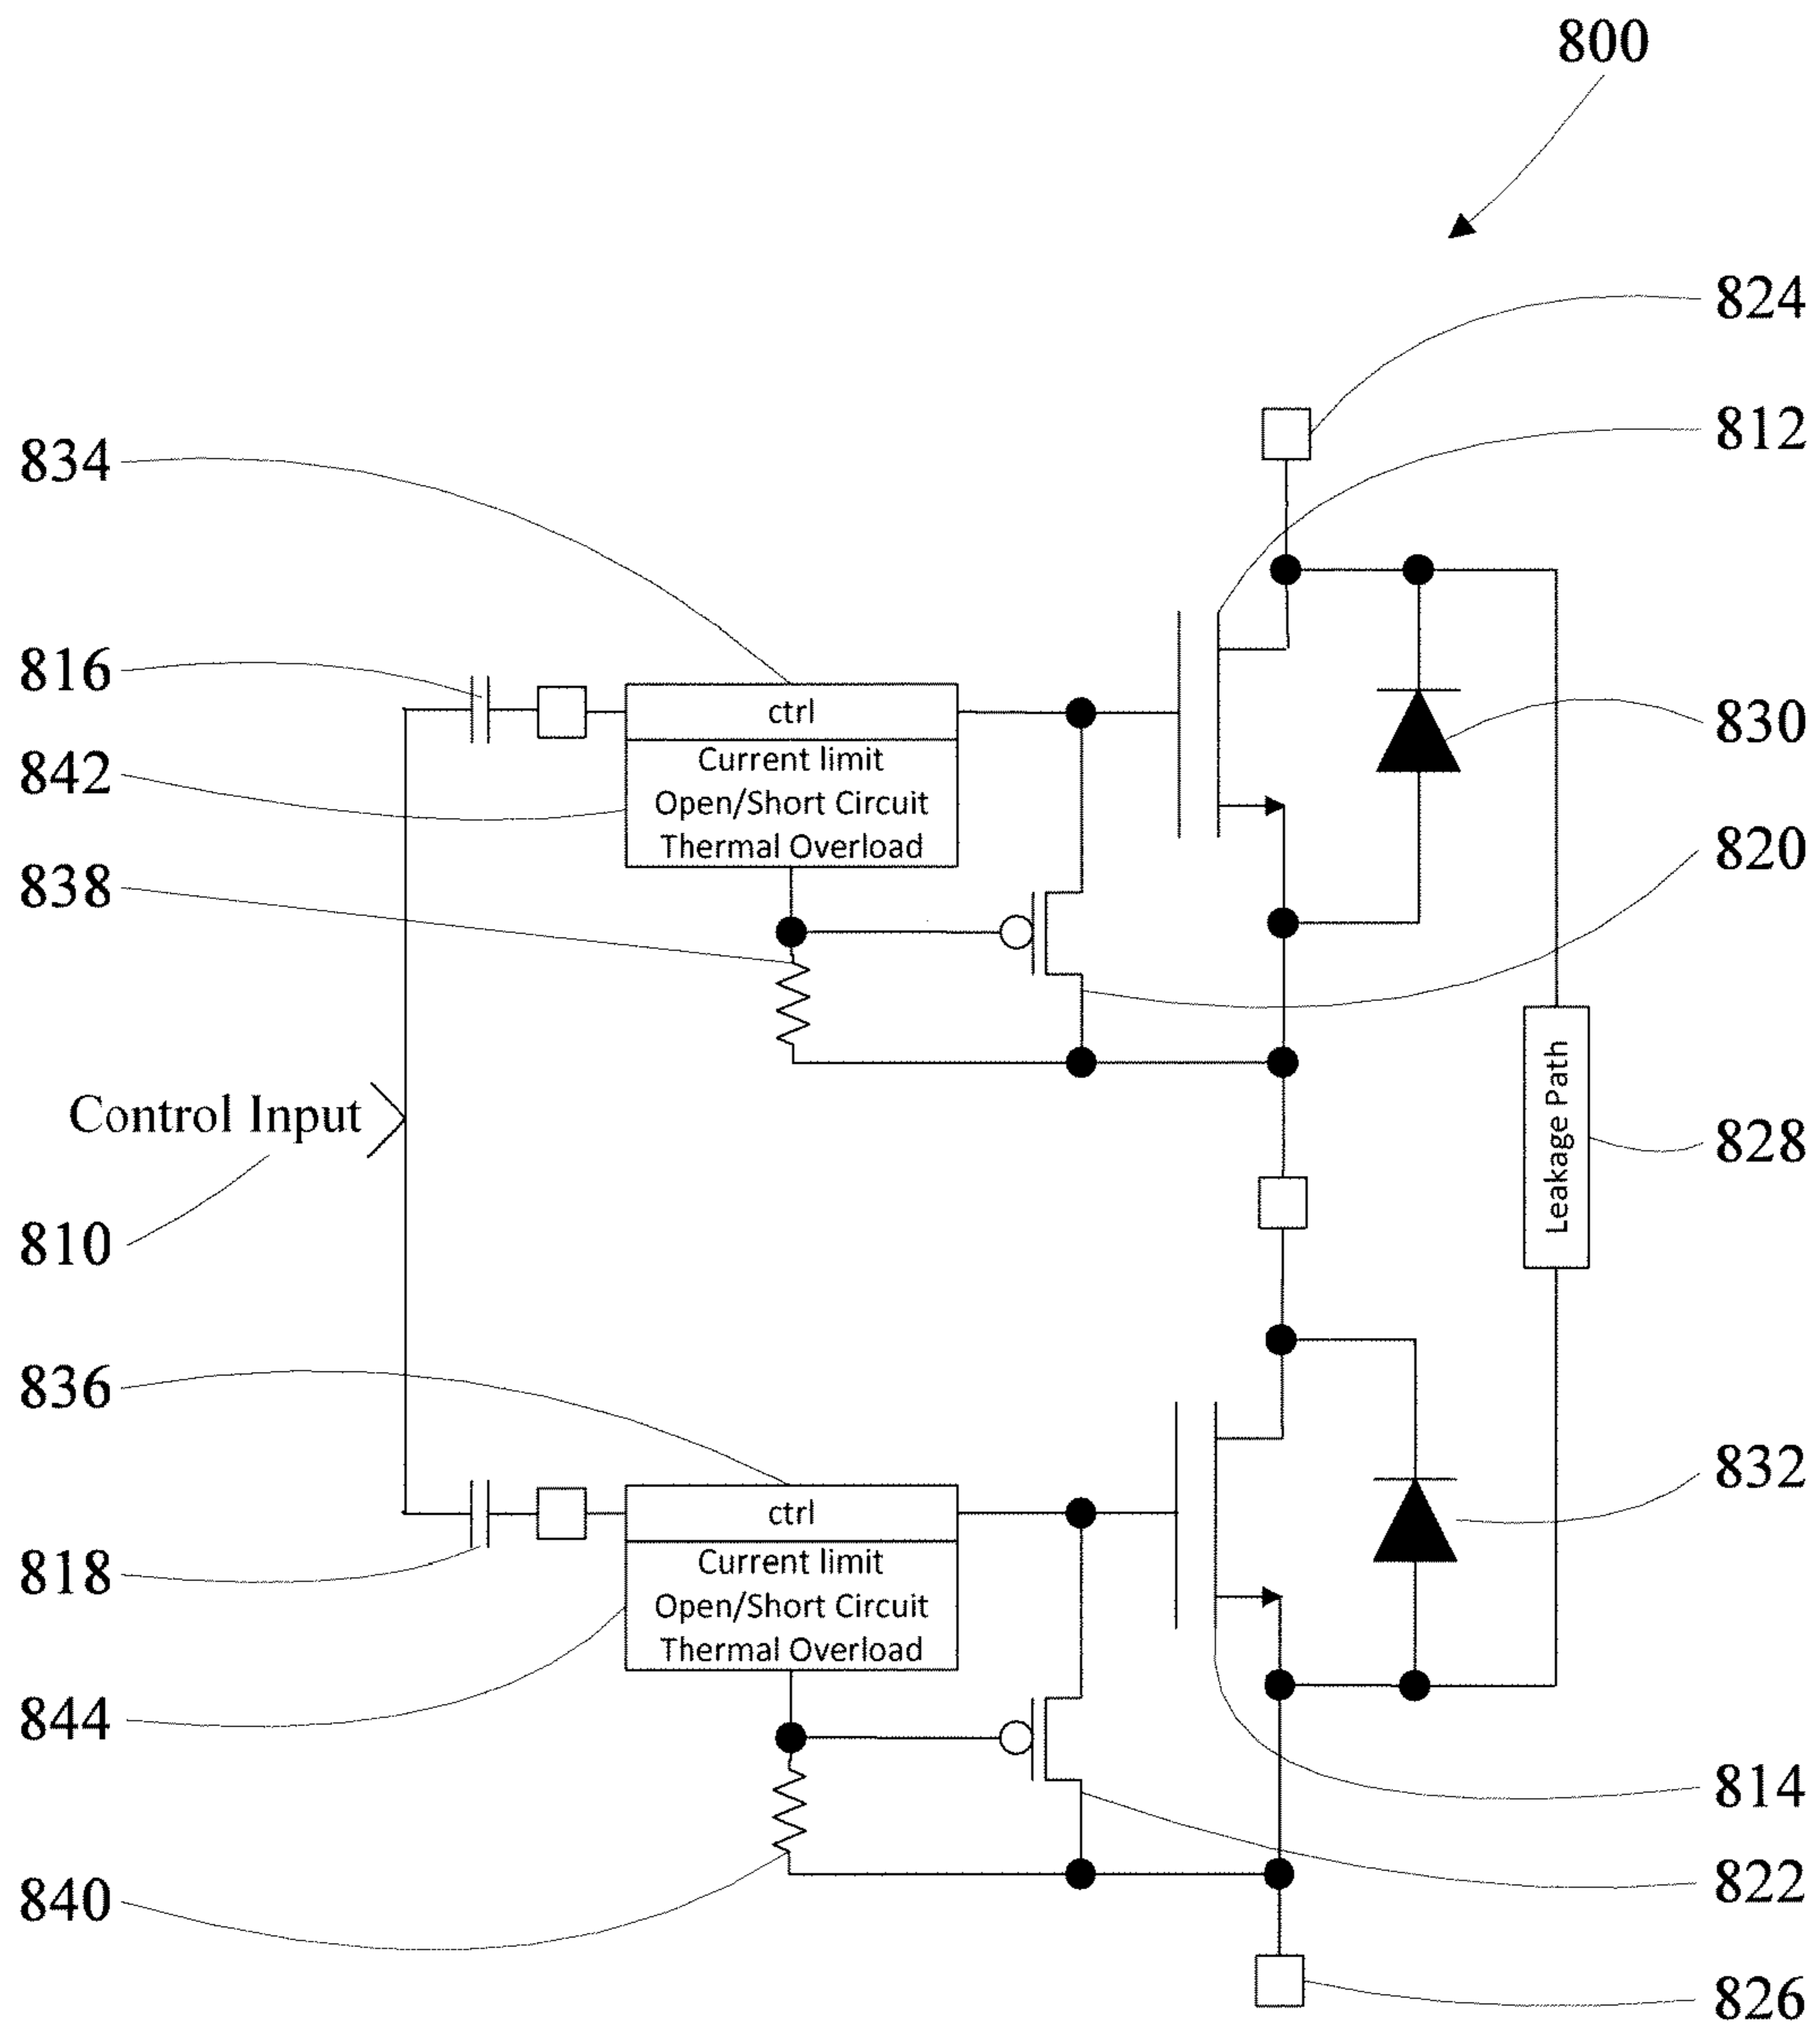 800
824
812
834
816
ctrl
830
842
Current limit
Open/Short Circuit
Thermal Overload
820
838
Control Input
Leakage Path
828
810
836
832
818
ctrl
Current limit
Open/Short Circuit
Thermal Overload
844
814
822
840
826